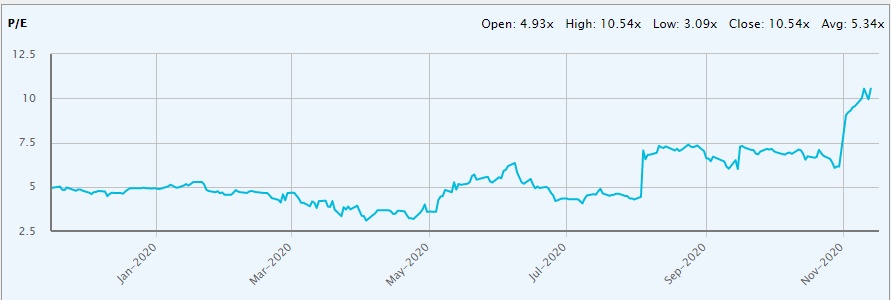 P/E Open: 4.93x High: 10.54x Low: 3.09x Close: 10.54x Avg: 5.34x
12.5
10
7.5
5
2.5
Jan-2020 Mar-2020 May-2020 Jul-2020 Sep-2020 Nov-2020